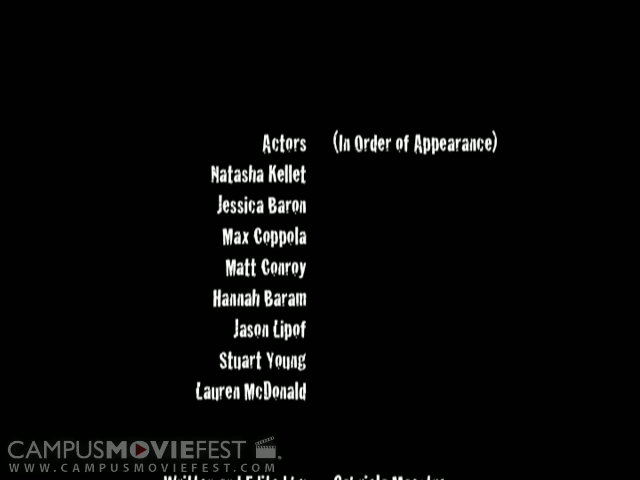 Actors (In Order of Appearance)
Natasha Kellet
Jessica Baron
Max Coppola
Matt Conroy
Hannah Baram
Jason Lipof
Stuart Young
Lauren McDonald
CAMPUSMOVIEFEST
WWW.CAMPUSMOVIEFEST.COM